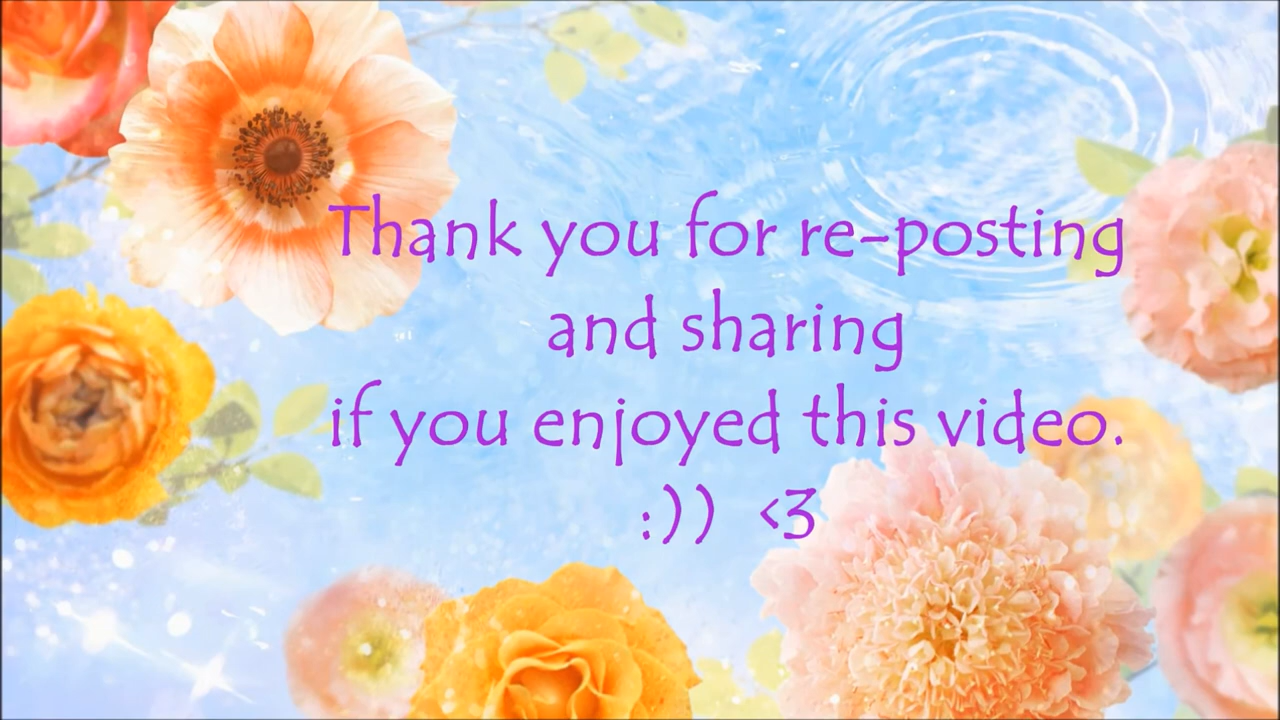 Thank you for re-posting
and sharing
if you enjoyed this video.
:)) <3